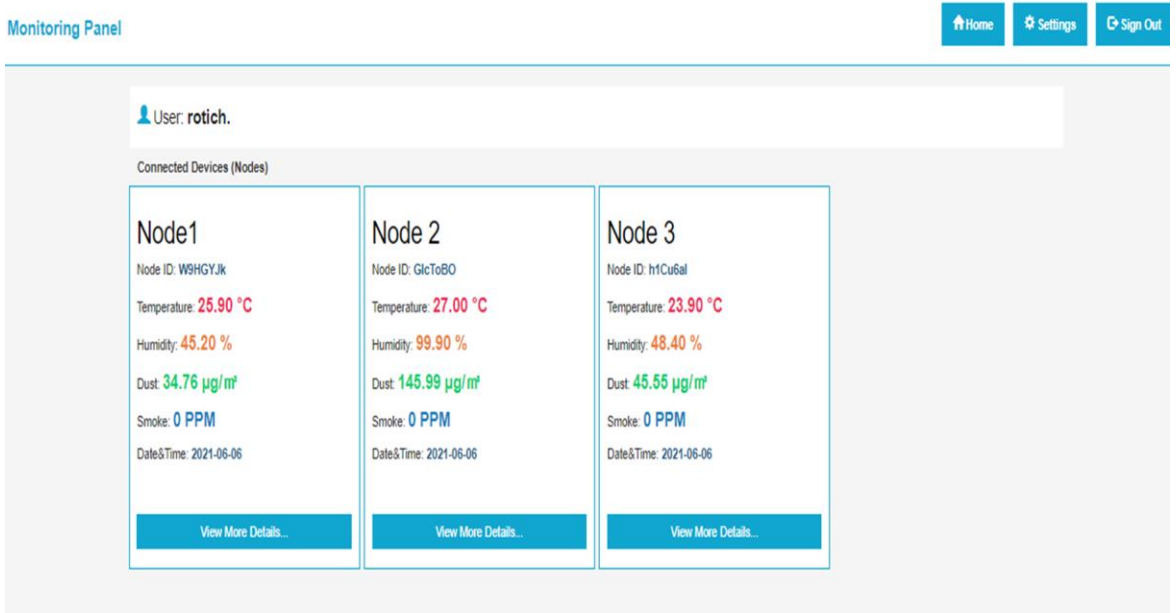 Monitoring Panel
Home
Settings
Sign Out
User: rotich.
Connected Devices (Nodes)
Node1
Node ID: W9HGYJk
Temperature: 25.90 °C
Humidity: 45.20 %
Dust: 34.76 µg/m³
Smoke: 0 PPM
Date&Time: 2021-06-06
View More Details...
Node 2
Node ID: GlcToBO
Temperature: 27.00 °C
Humidity: 99.90 %
Dust: 145.99 µg/m³
Smoke: 0 PPM
Date&Time: 2021-06-06
View More Details...
Node 3
Node ID: h1Cu6al
Temperature: 23.90 °C
Humidity: 48.40 %
Dust: 45.55 µg/m³
Smoke: 0 PPM
Date&Time: 2021-06-06
View More Details...